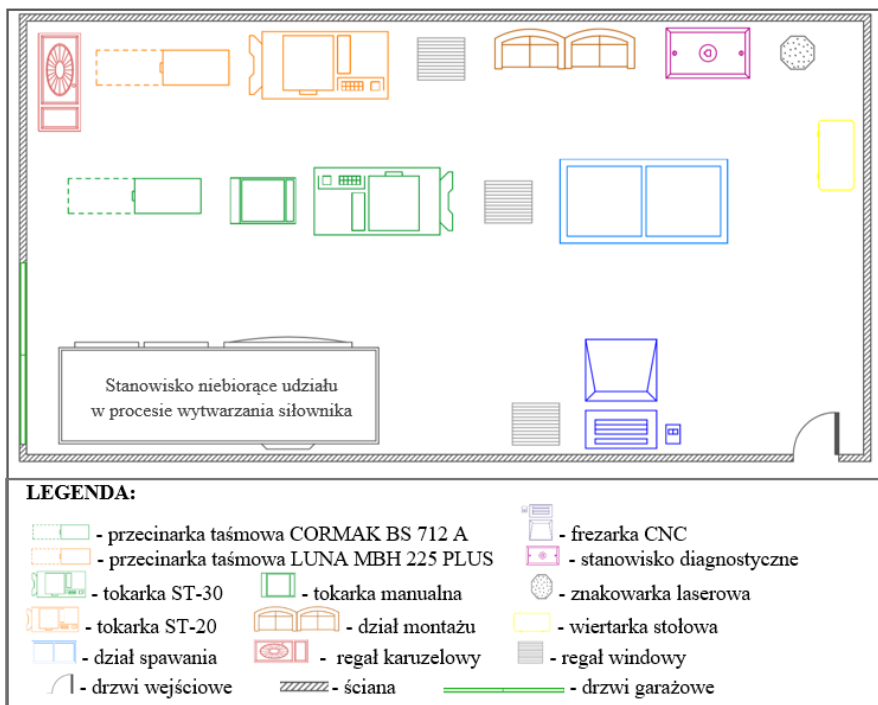 Stanowisko niebiorące udziału
w procesie wytwarzania siłownika
LEGENDA:
- przecinarka taśmowa CORMAK BS 712 A
- frezarka CNC
- przecinarka taśmowa LUNA MBH 225 PLUS
- stanowisko diagnostyczne
- tokarka ST-30
- tokarka manualna
- znakowarka laserowa
- tokarka ST-20
- dział montażu
- wiertarka stołowa
- dział spawania
- regał karuzelowy
- regał windowy
- drzwi wejściowe
- ściana
- drzwi garażowe